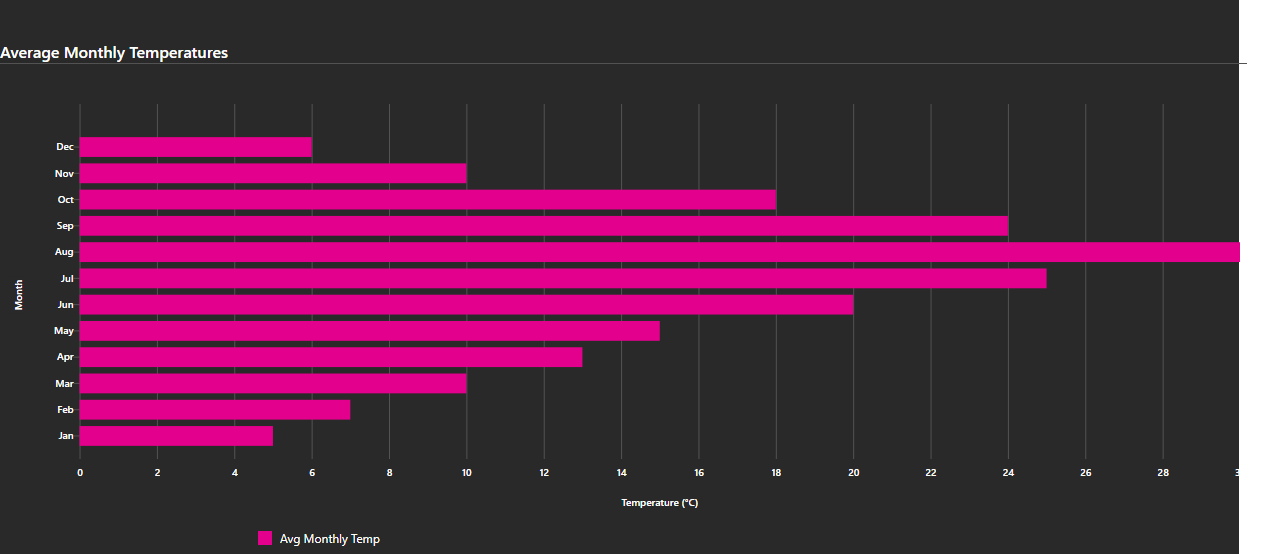 Average Monthly Temperatures
Dec
Nov
Oct
Sep
Aug
Jul
Jun
May
Apr
Mar
Feb
Jan
Month
0 2 4 6 8 10 12 14 16 18 20 22 24 26 28
Temperature (°C)
Avg Monthly Temp